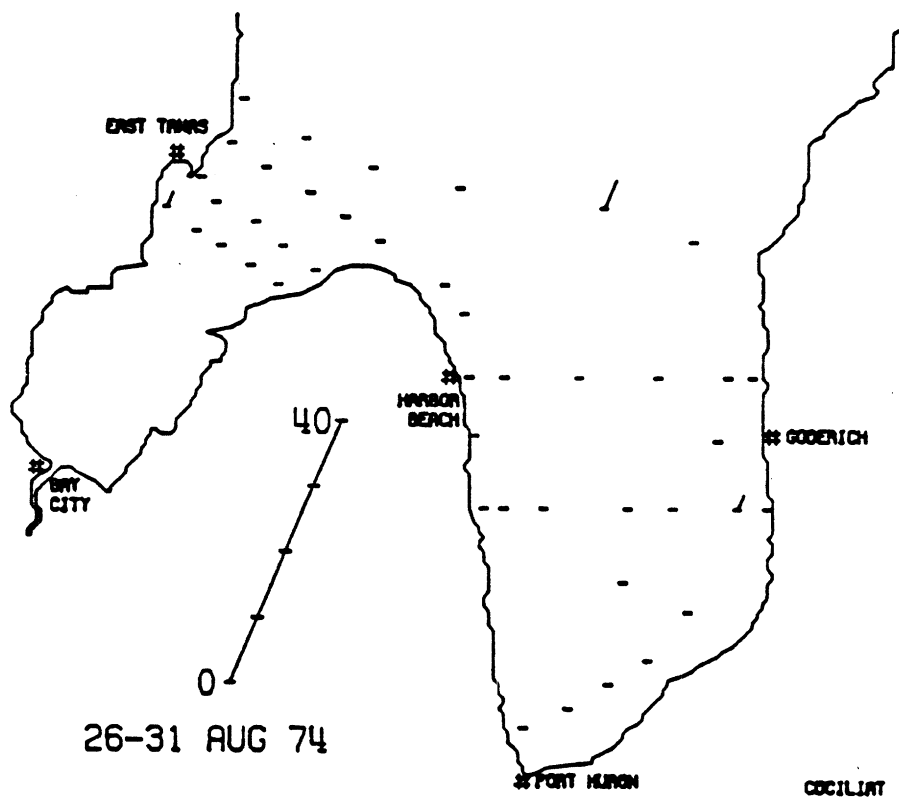 EAST TAWAS
40
HARBOR
BEACH
GODERICH
BAY
CITY
0
26-31 AUG 74
PORT HURON
COCILIAT